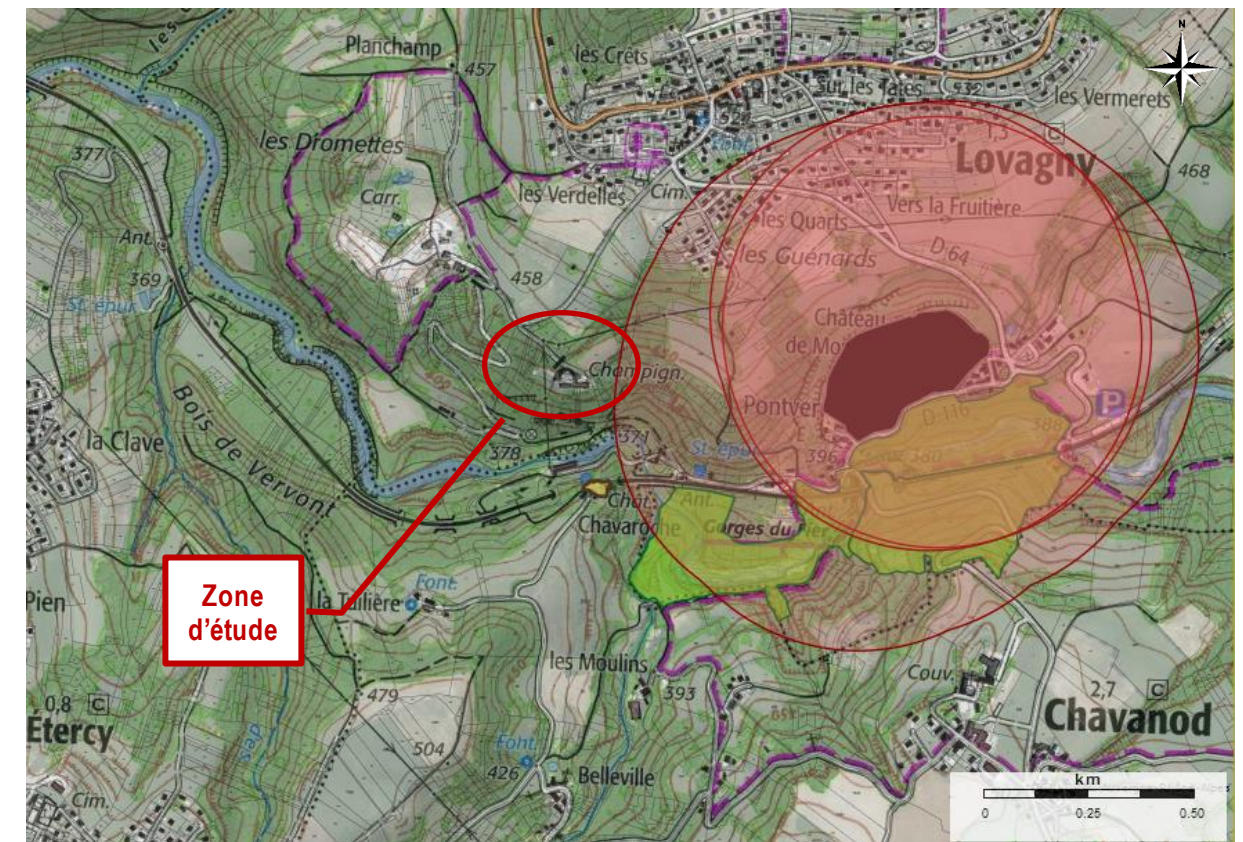 N
Planchamp
457
les Crêts
Sur les Tates
les Vermerets
527
377
les Dromettes
1,3 C
Lovagny
468
Carr.
les Verdelles
Cim.
les Quarts
Vers la Fruitière
Ant.
369
458
les Guénards
D 64
St. épur.
Château
de Mo
Champign.
Bois de Vervont
Pontver
D 116
P
388
la Clave
371
378
St. épur.
396
Ant.
Chât.
Chavaroche
Gorges du Fier
Zone
d'étude
Pien
Font.
la Tuilière
les Moulins
393
Couv.
2,7 C
Chavanod
0,8 C
Étercy
479
504
Font.
426
Belleville
Cim.
km
0
0.25
0.50